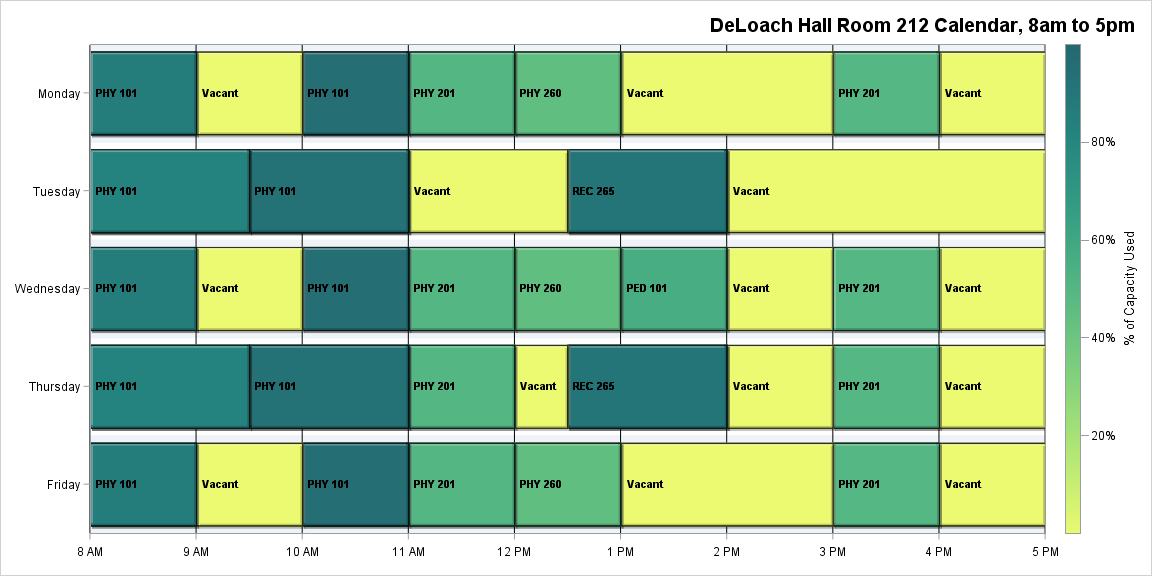 DeLoach Hall Room 212 Calendar, 8am to 5pm
Monday
PHY 101
Vacant
PHY 101
PHY 201
PHY 260
Vacant
PHY 201
Vacant
Tuesday
PHY 101
PHY 101
Vacant
REC 265
Vacant
Wednesday
PHY 101
Vacant
PHY 101
PHY 201
PHY 260
PED 101
Vacant
PHY 201
Vacant
Thursday
PHY 101
PHY 101
PHY 201
Vacant
REC 265
Vacant
PHY 201
Vacant
Friday
PHY 101
Vacant
PHY 101
PHY 201
PHY 260
Vacant
PHY 201
Vacant
8 AM
9 AM
10 AM
11 AM
12 PM
1 PM
2 PM
3 PM
4 PM
5 PM
80%
60%
40%
20%
% of Capacity Used